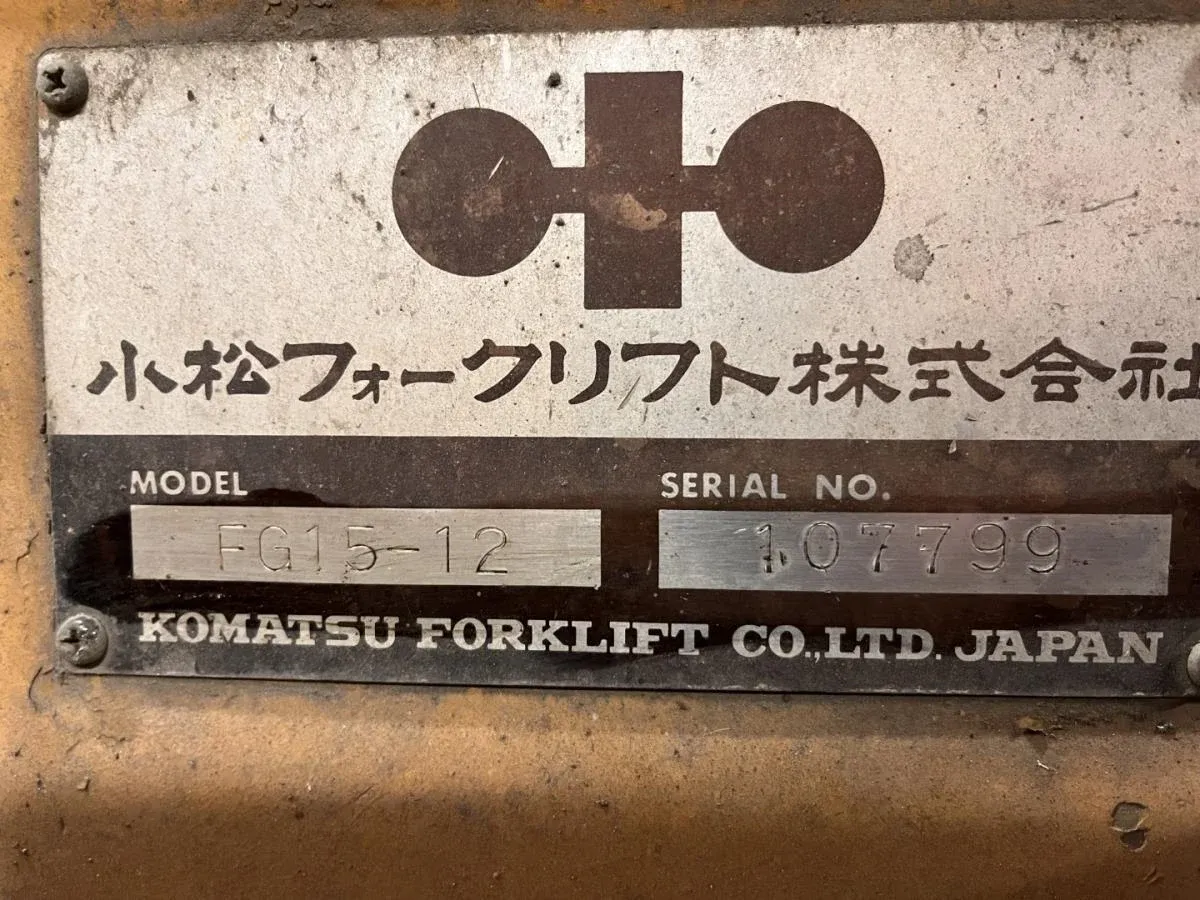 小松フォークリフト株式会社
MODEL
SERIAL NO.
FG15-12
107799
KOMATSU FORKLIFT CO.,LTD. JAPAN